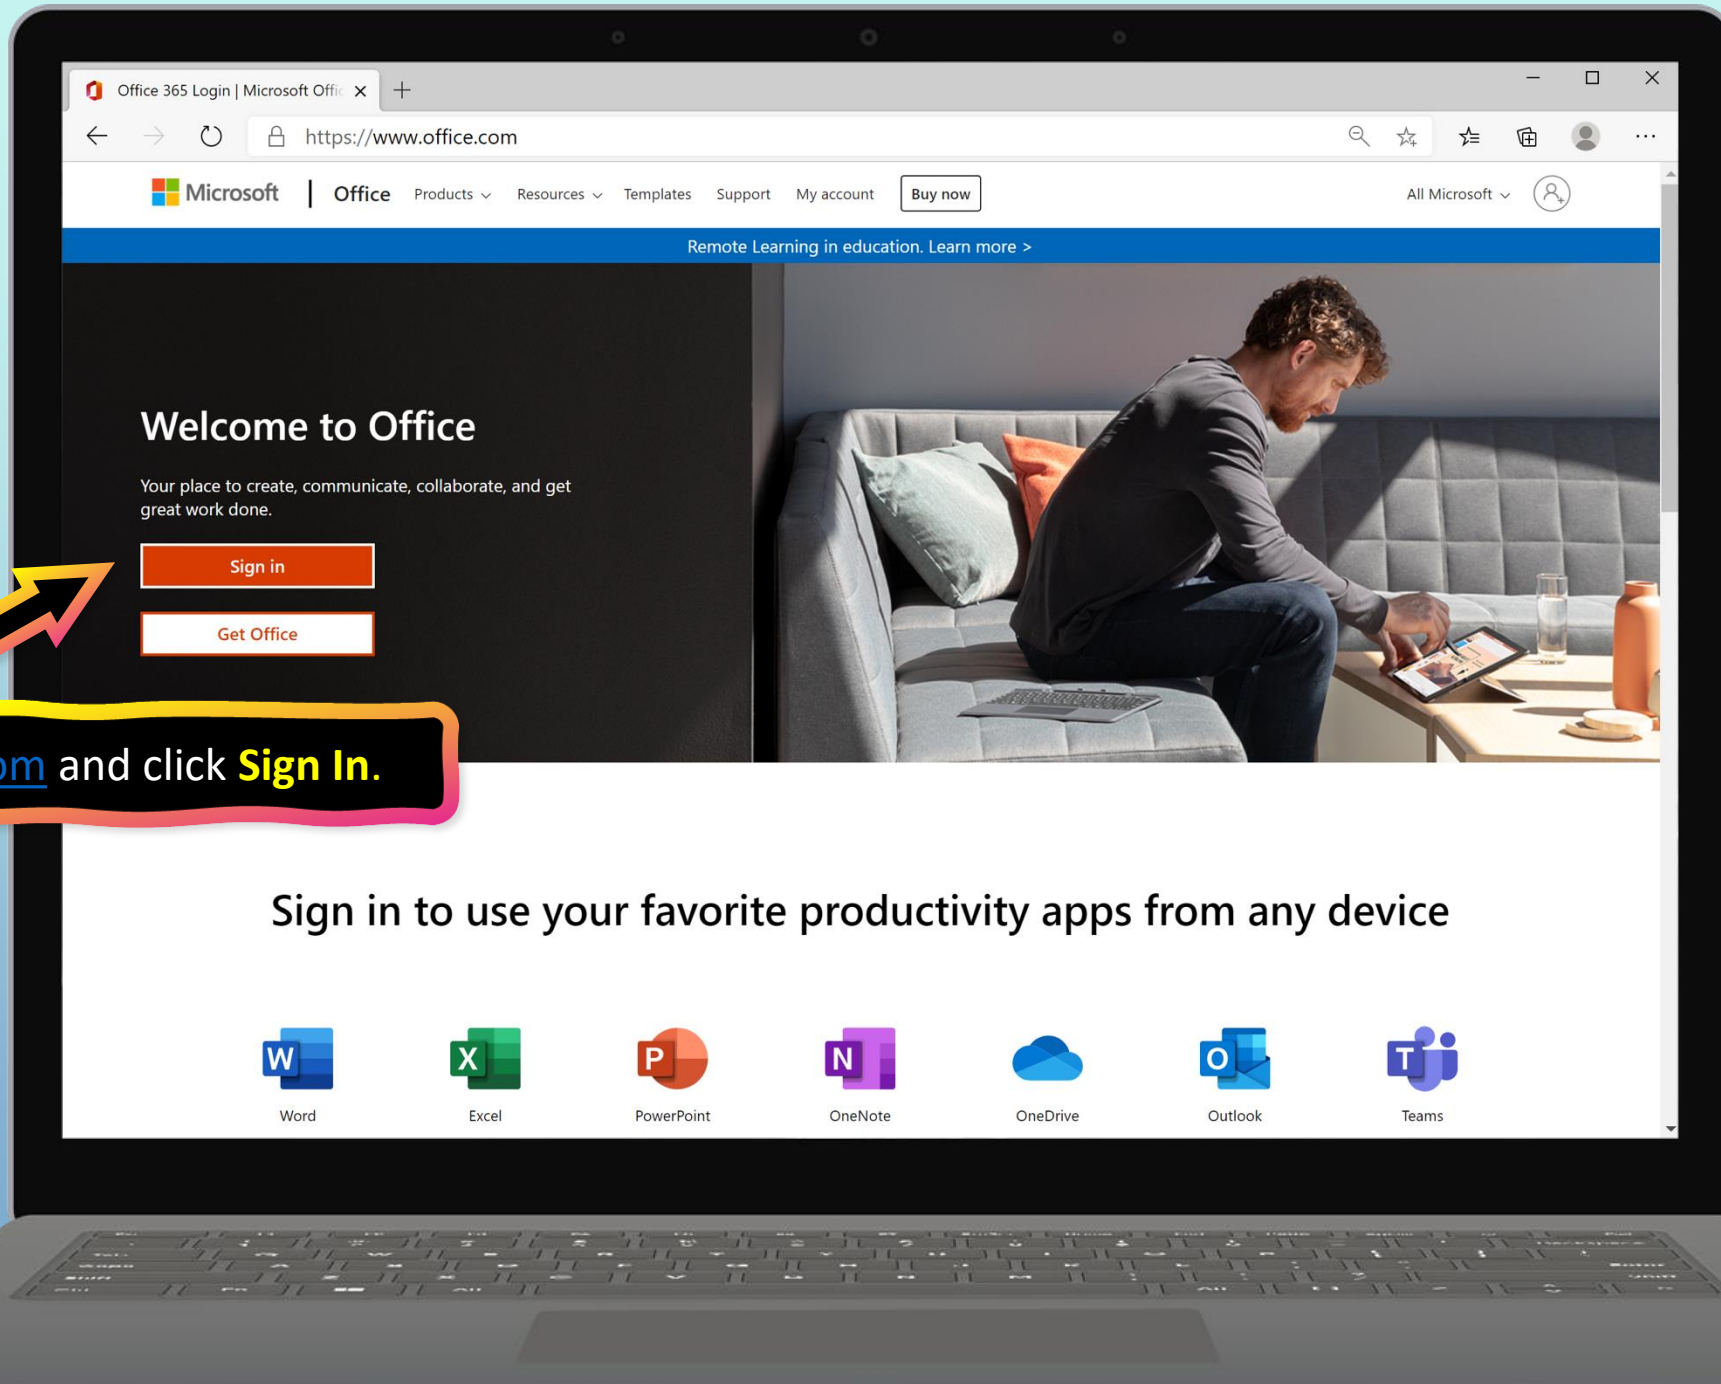 Office 365 Login | Microsoft Offic
https://www.office.com
Microsoft | Office Products Resources Templates Support My account Buy now All Microsoft
Remote Learning in education. Learn more >
Welcome to Office
Your place to create, communicate, collaborate, and get
great work done.
Sign in
Get Office
om and click Sign In.
Sign in to use your favorite productivity apps from any device
W X P N O T
Word Excel PowerPoint OneNote OneDrive Outlook Teams